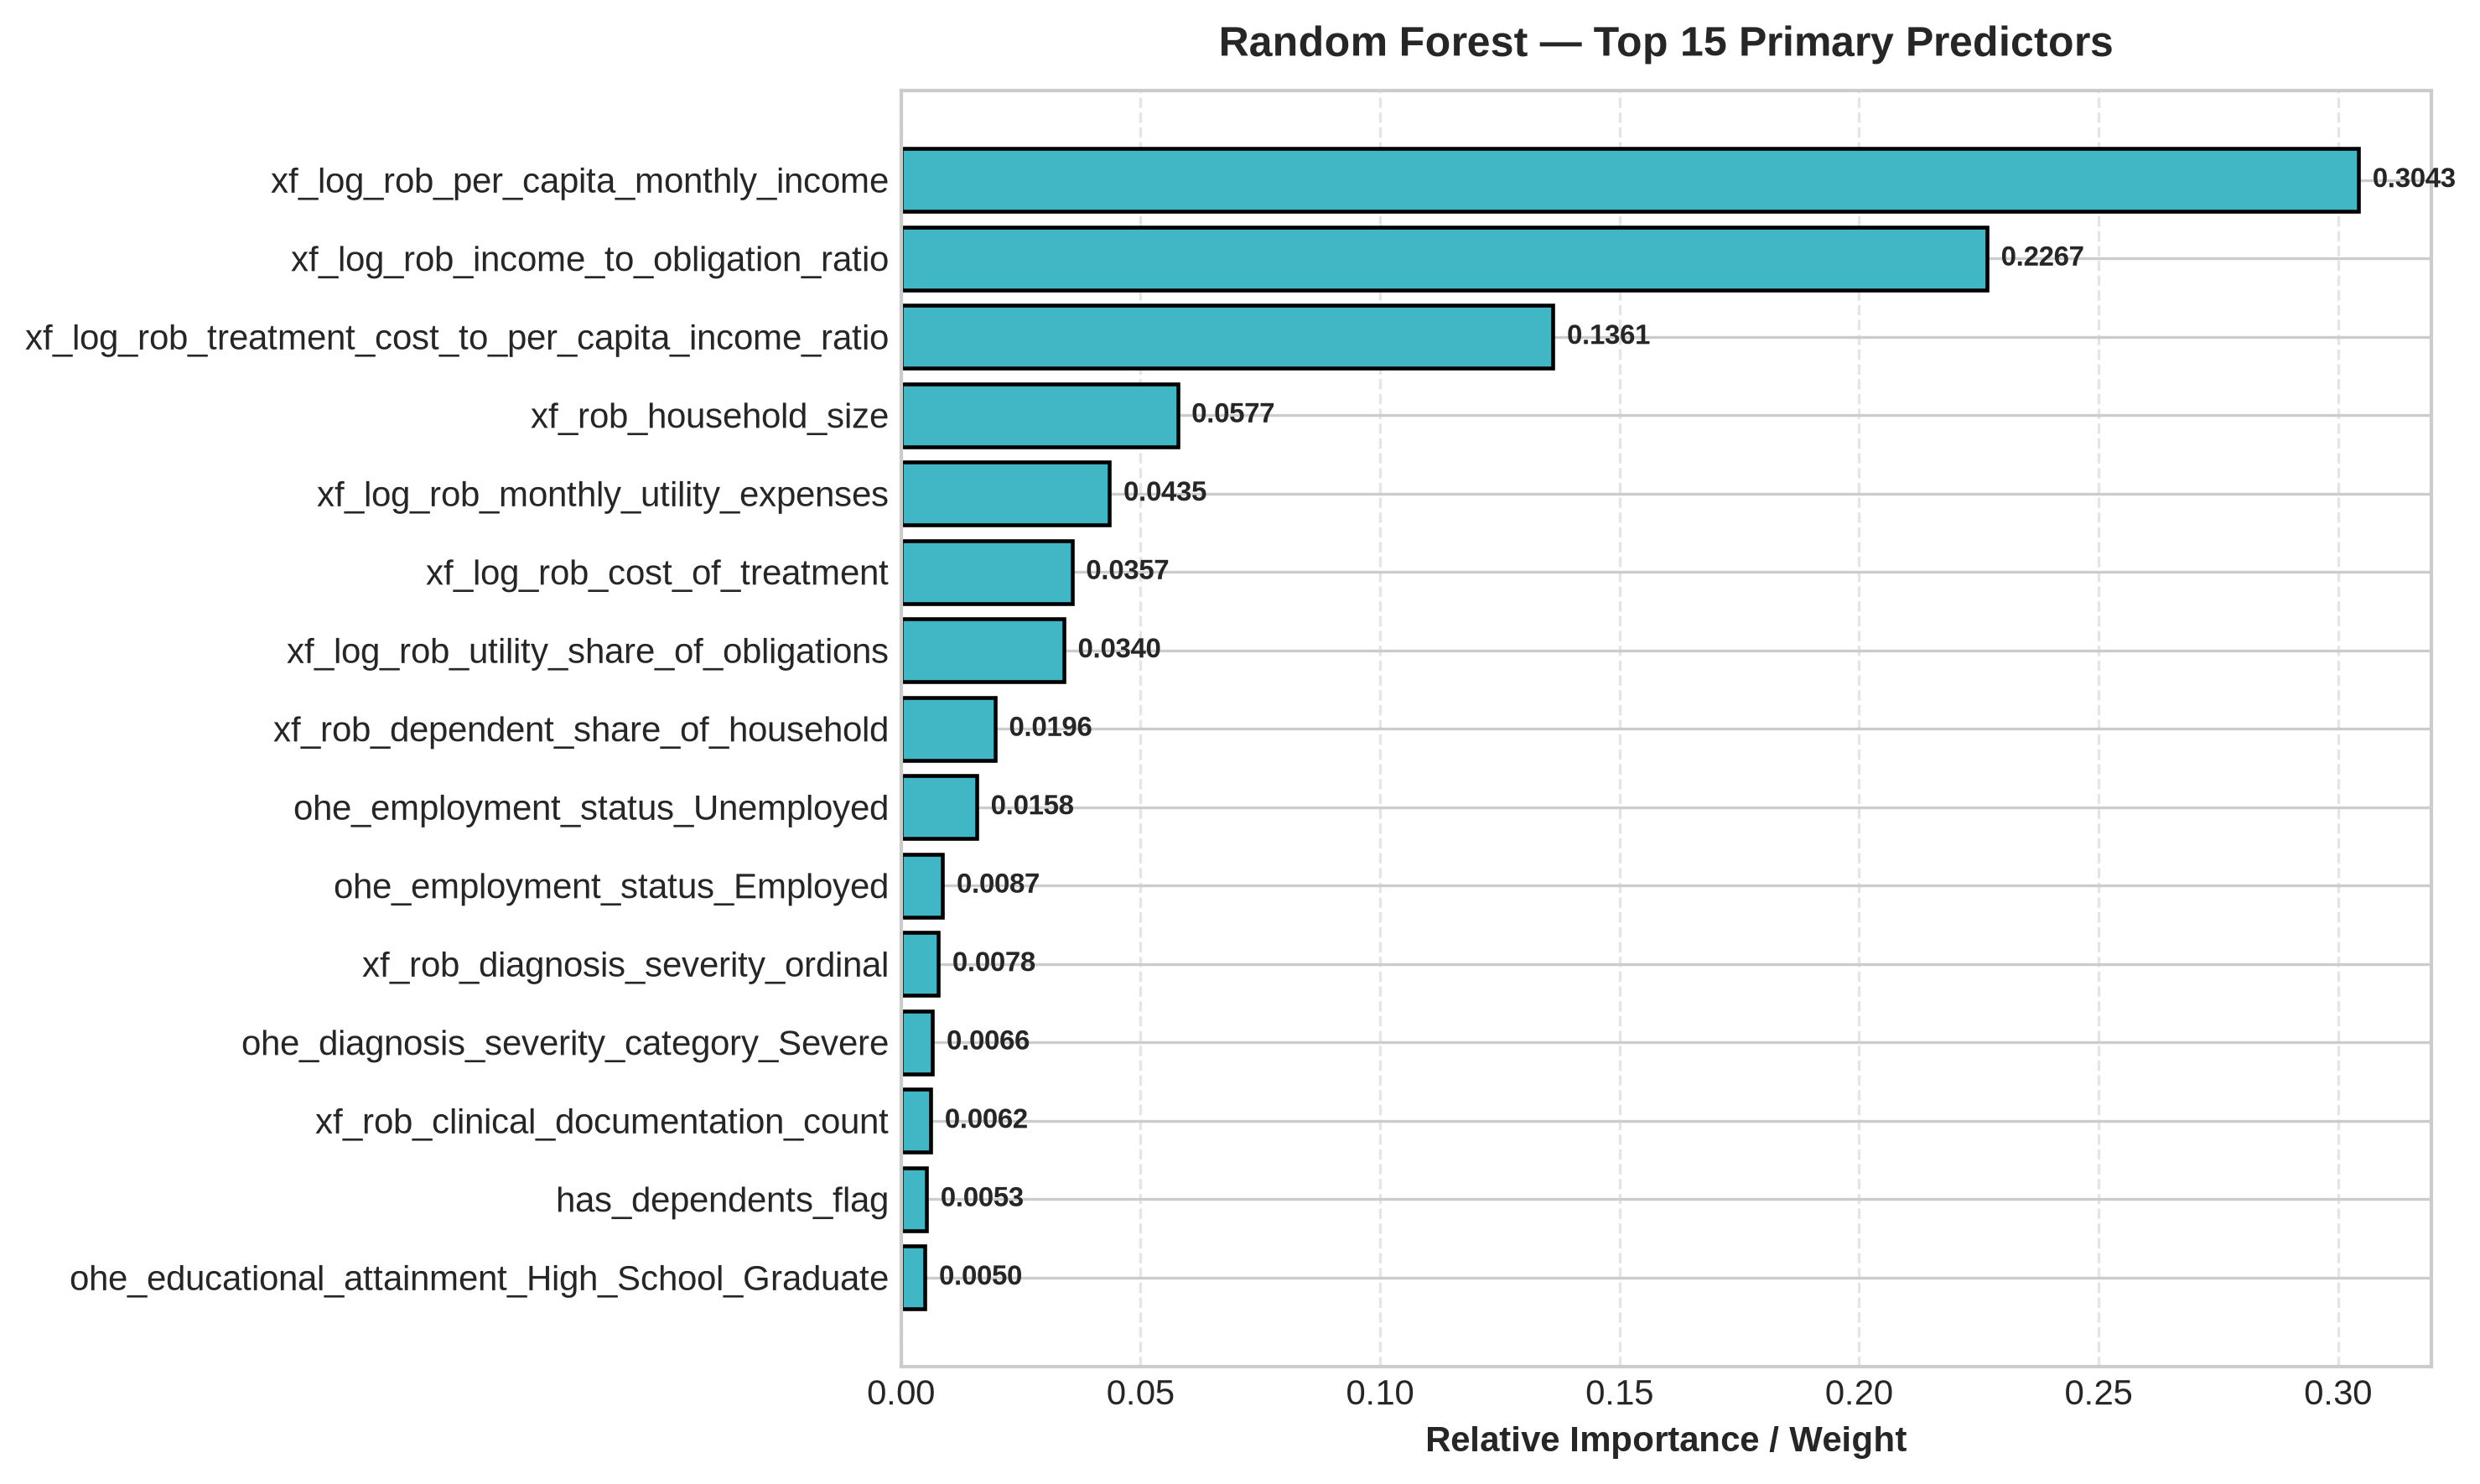 Random Forest — Top 15 Primary Predictors
xf_log_rob_per_capita_monthly_income 0.3043
xf_log_rob_income_to_obligation_ratio 0.2267
xf_log_rob_treatment_cost_to_per_capita_income_ratio 0.1361
xf_rob_household_size 0.0577
xf_log_rob_monthly_utility_expenses 0.0435
xf_log_rob_cost_of_treatment 0.0357
xf_log_rob_utility_share_of_obligations 0.0340
xf_rob_dependent_share_of_household 0.0196
ohe_employment_status_Unemployed 0.0158
ohe_employment_status_Employed 0.0087
xf_rob_diagnosis_severity_ordinal 0.0078
ohe_diagnosis_severity_category_Severe 0.0066
xf_rob_clinical_documentation_count 0.0062
has_dependents_flag 0.0053
ohe_educational_attainment_High_School_Graduate 0.0050
0.00 0.05 0.10 0.15 0.20 0.25 0.30
Relative Importance / Weight